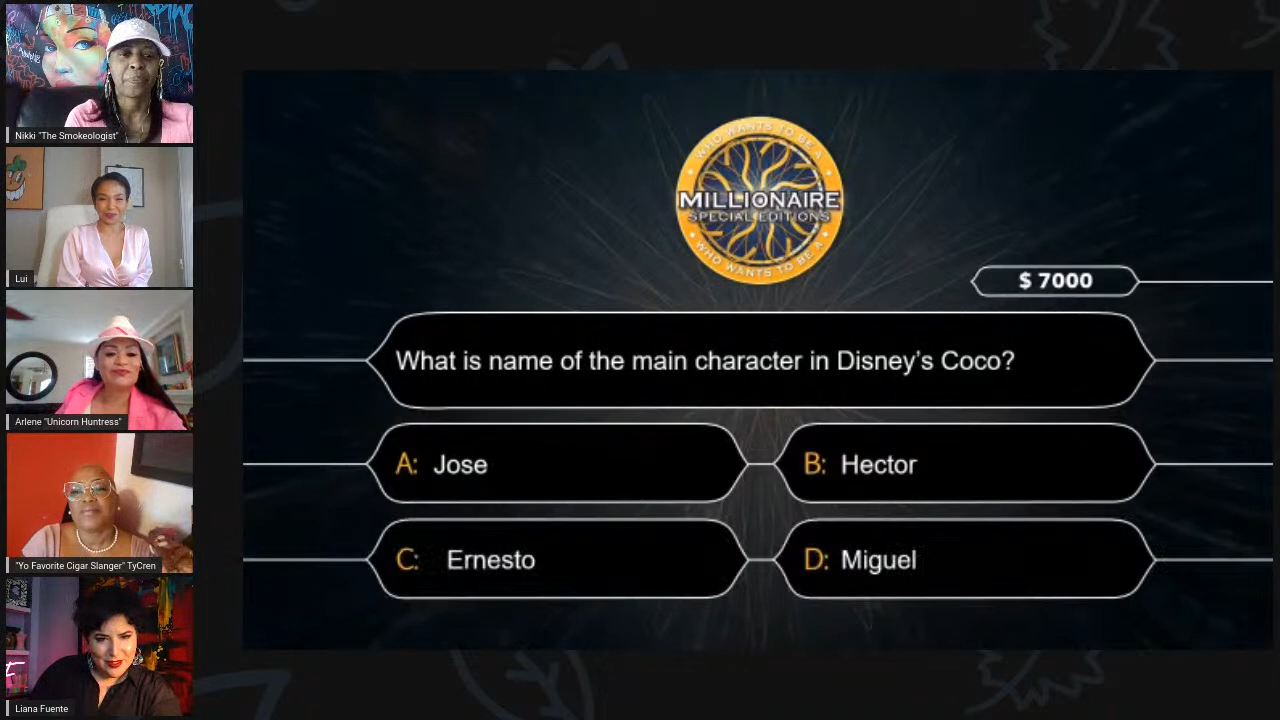 Nikki "The Smokeologist"
Lui
Arlene "Unicorn Huntress"
"Yo Favorite Cigar Slanger" TyCren
Liana Fuente
WHO WANTS TO BE A
MILLIONAIRE
SPECIAL EDITIONS
WHO WANTS TO BE A
$ 7000
What is name of the main character in Disney's Coco?
A: Jose
B: Hector
C: Ernesto
D: Miguel